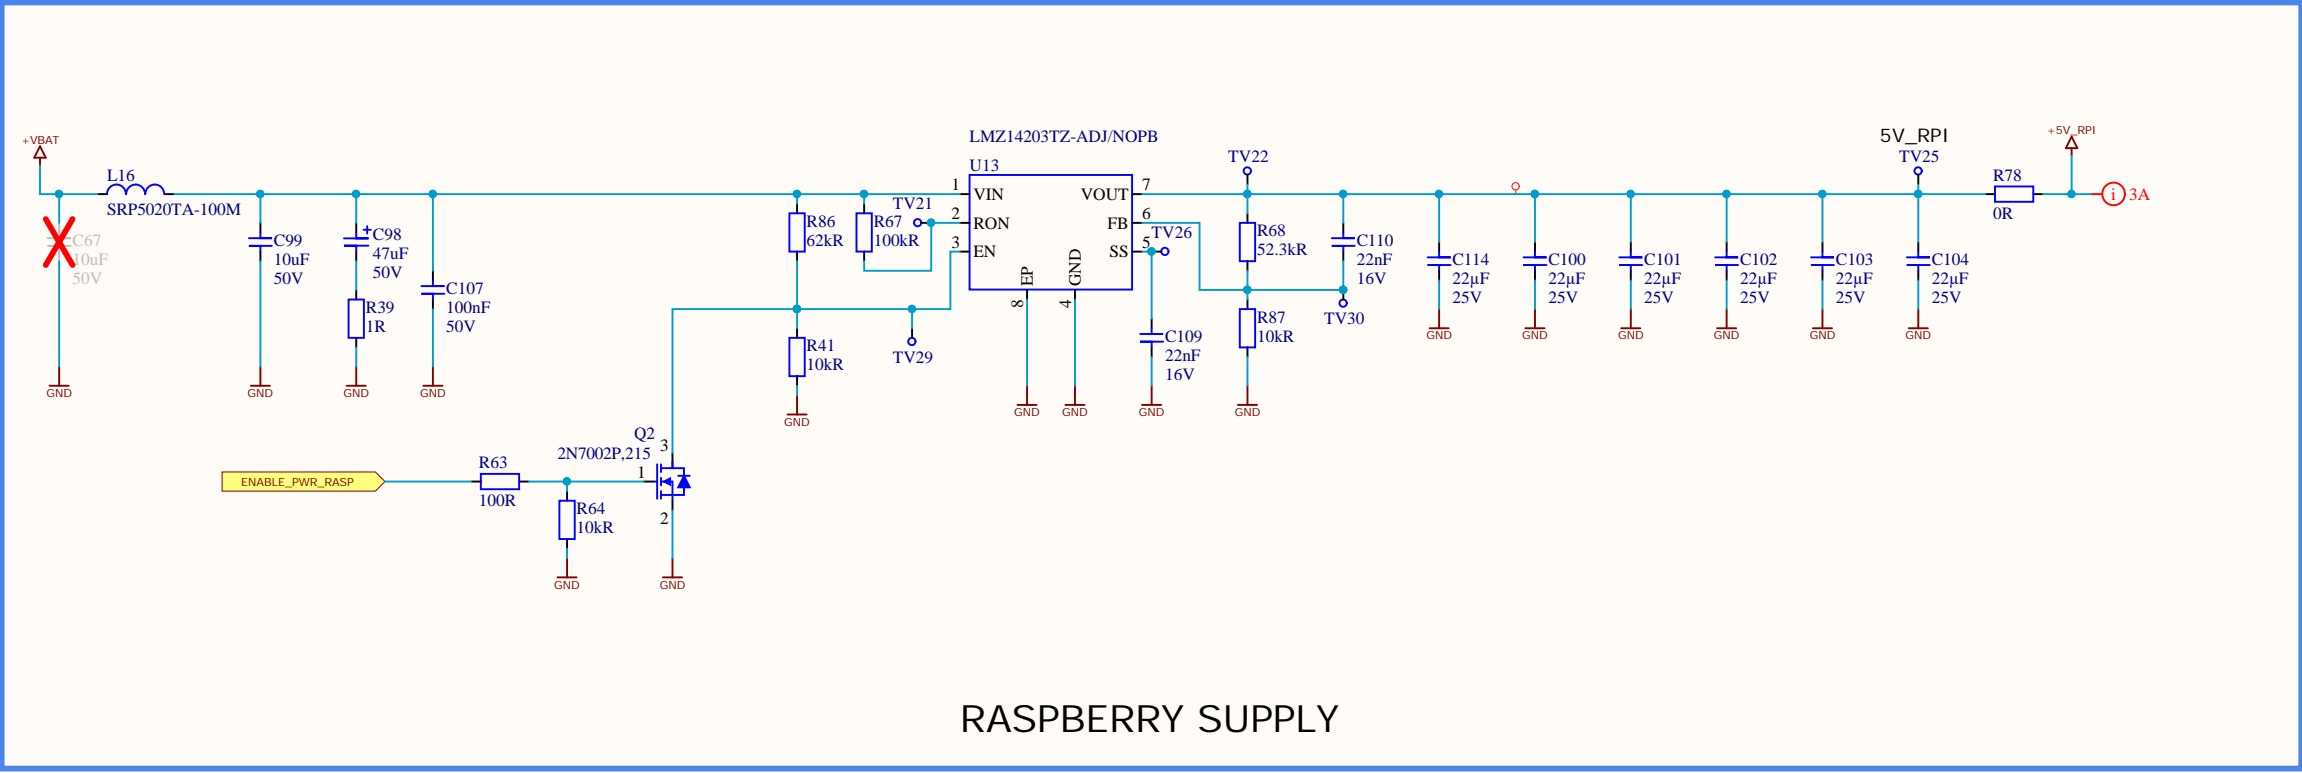 +VBAT
L16
SRP5020TA-100M
C67
10uF
50V
GND
C99
10uF
50V
GND
+
C98
47uF
50V
R39
1R
GND
C107
100nF
50V
GND
R86
62kR
R67
100kR
TV21
R41
10kR
GND
TV29
LMZ14203TZ-ADJ/NOPB
U13
1
VIN
2
RON
3
EN
VOUT
7
FB
6
SS
5
EP
8
GND
4
GND
GND
TV26
C109
22nF
16V
GND
TV22
R68
52.3kR
R87
10kR
GND
C110
22nF
16V
TV30
C114
22µF
25V
GND
C100
22µF
25V
GND
C101
22µF
25V
GND
C102
22µF
25V
GND
C103
22µF
25V
GND
5V_RPI
TV25
C104
22µF
25V
GND
R78
0R
+5V_RPI
i
3A
ENABLE_PWR_RASP
R63
100R
R64
10kR
GND
Q2
2N7002P,215
3
1
2
GND
RASPBERRY SUPPLY